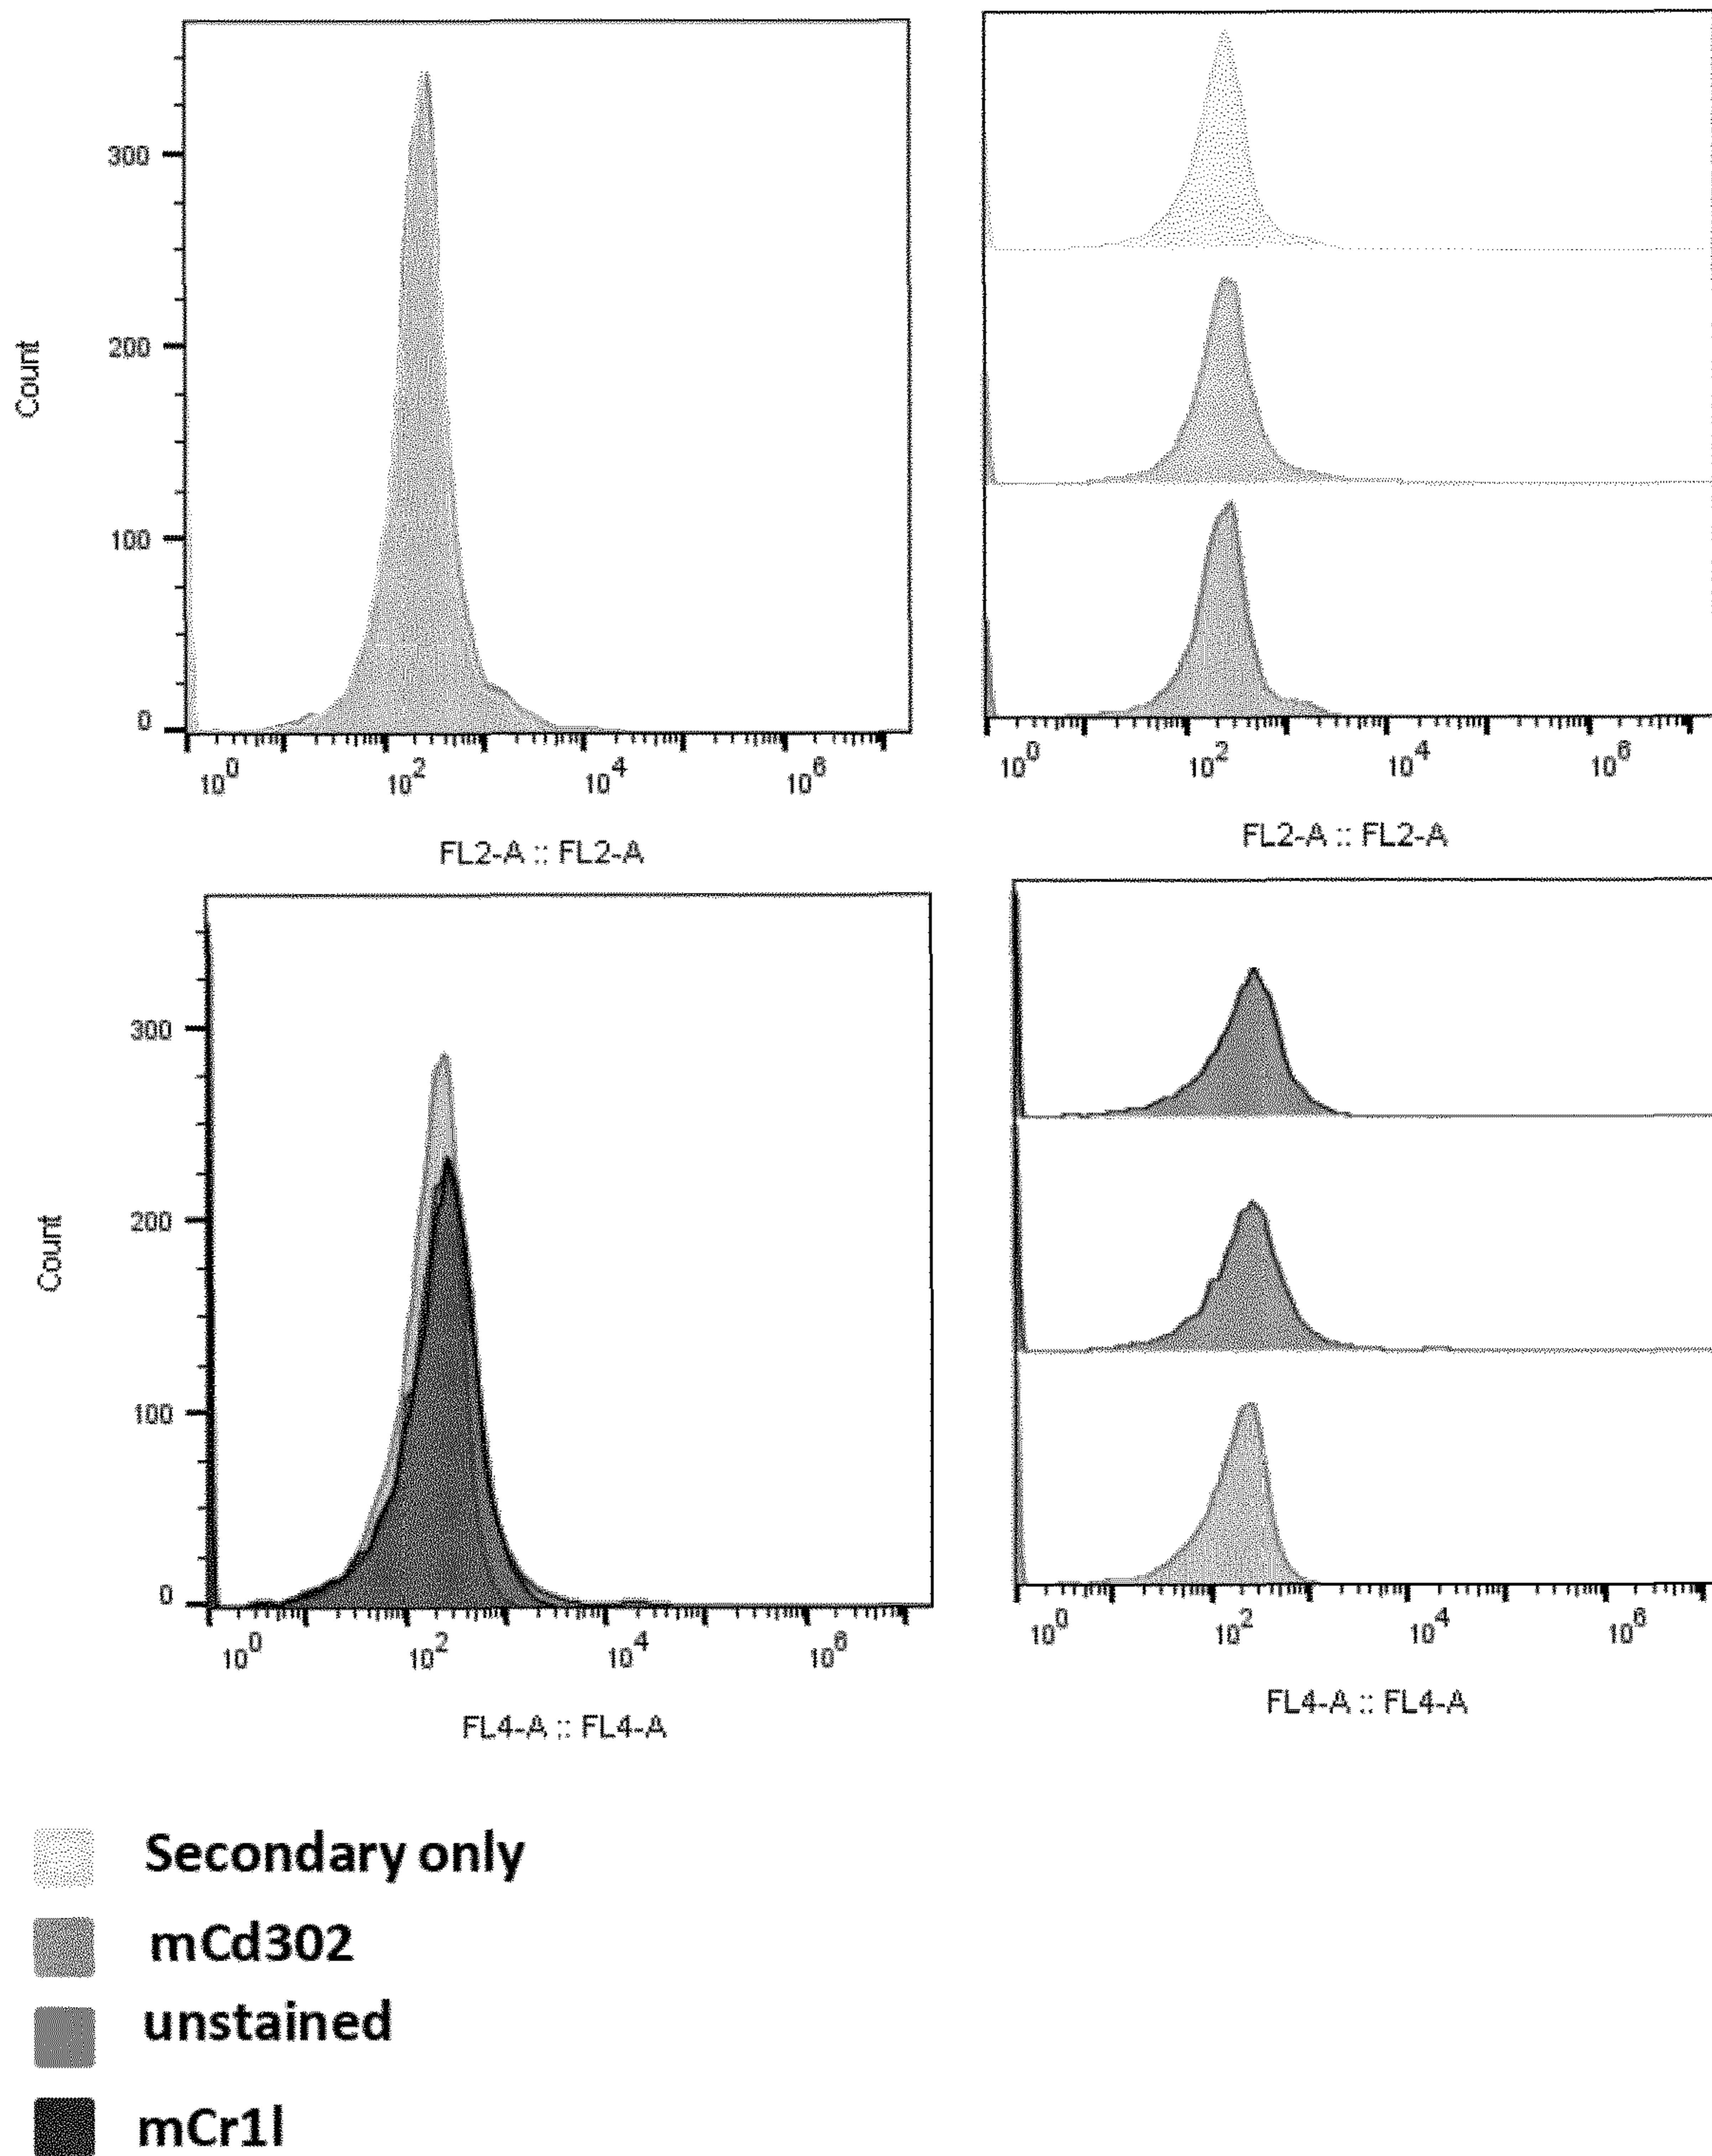 300
200
100
0
Count
10^0 10^2 10^4 10^6
FL2-A :: FL2-A
10^0 10^2 10^4 10^6
FL2-A :: FL2-A
300
200
100
0
Count
10^0 10^2 10^4 10^6
FL4-A :: FL4-A
10^0 10^2 10^4 10^6
FL4-A :: FL4-A
Secondary only
mCd302
unstained
mCr1l